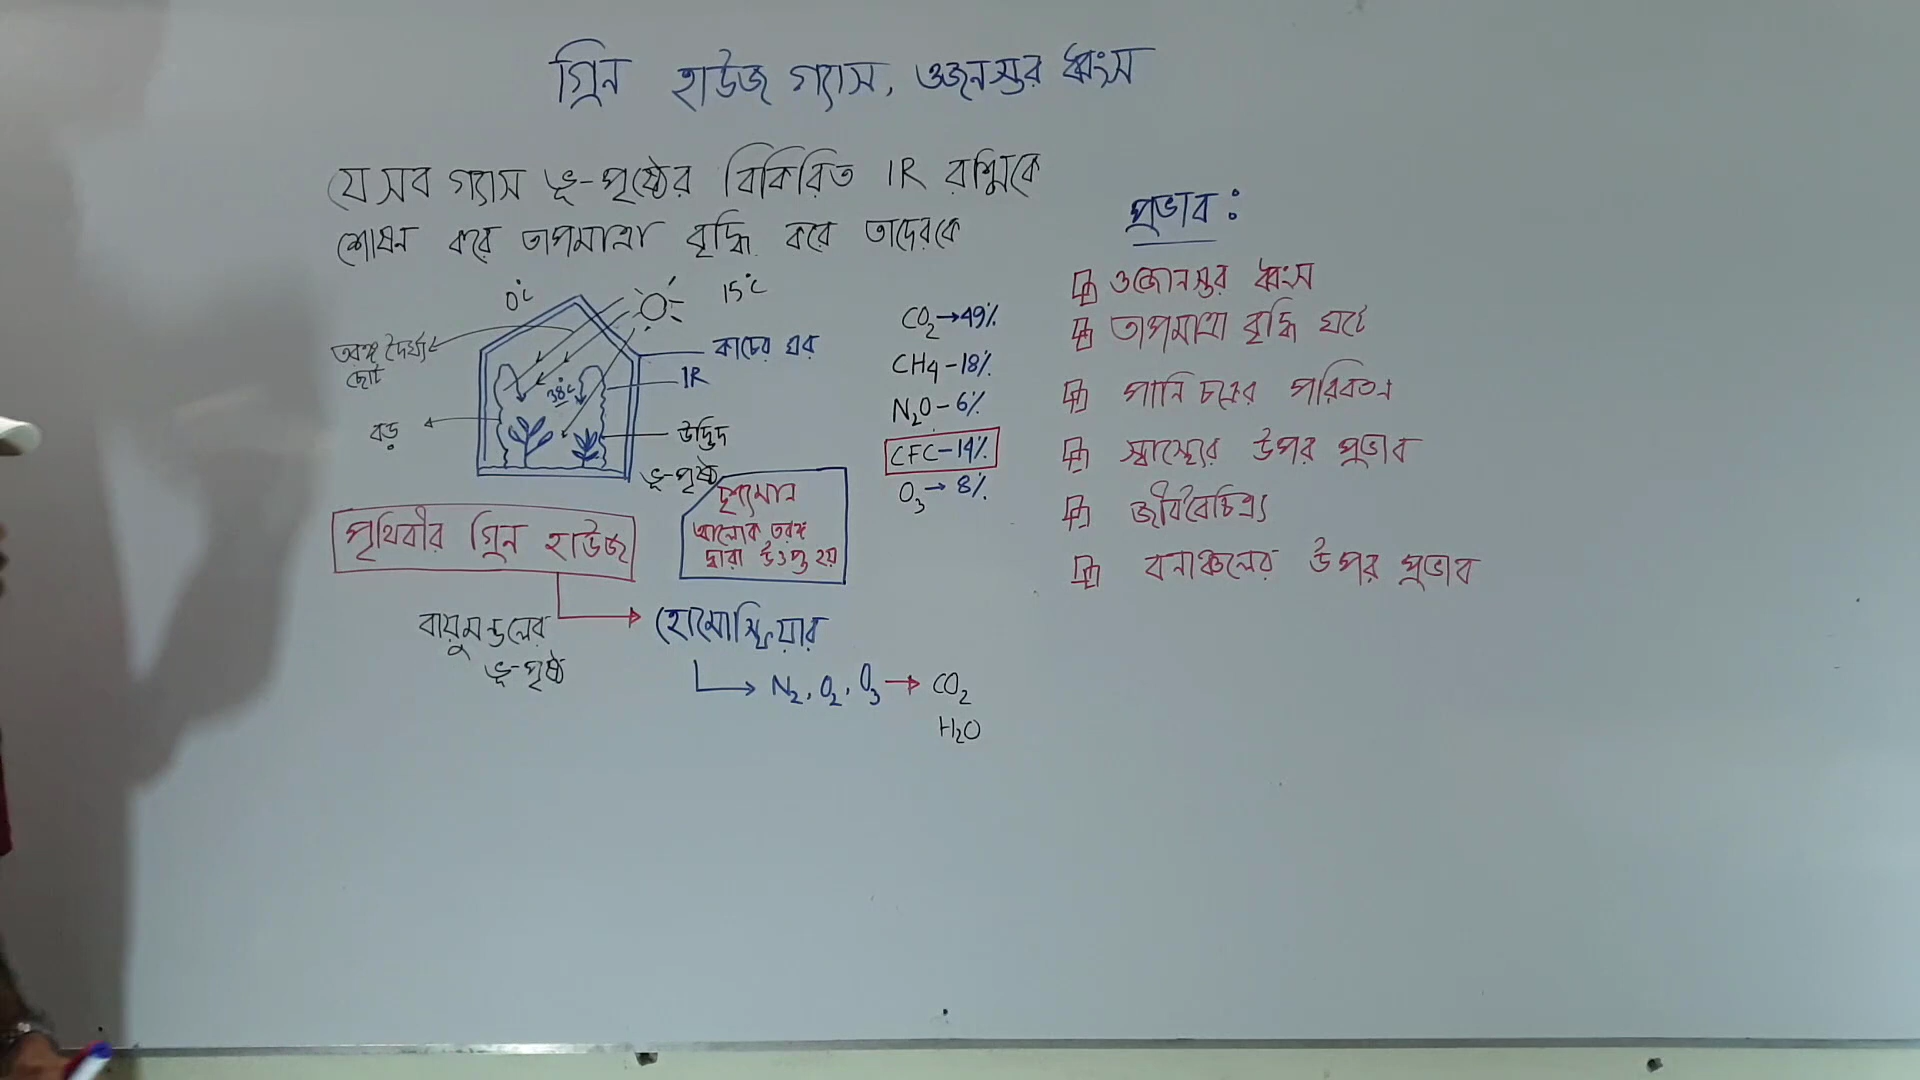 গ্রিন হাউজ গ্যাস, ওজনস্তর ধ্বংস
যে সব গ্যাস ভূ-পৃষ্ঠের বিকিরিত IR রশ্মিকে
শোষন করে তাপমাত্রা বৃদ্ধি করে তাদেরকে
0°C
15°C
তরঙ্গ দৈর্ঘ্য
ছোট
বড়
38°C
কাচের ঘর
IR
উদ্ভিদ
ভূ-পৃষ্ঠ
দৃশ্যমান
আলোক তরঙ্গ
দ্বারা উত্তপ্ত হয়
CO₂→49%
CH4-18%
N₂O-6%
CFC-14%
O₃→8%
পৃথিবীর গ্রিন হাউজ
বায়ুমন্ডলের
ভূ-পৃষ্ঠ
হোমোস্ফিয়ার
N₂, O₂, O₃→CO₂
H₂O
প্রভাব:
ওজোনস্তর ধ্বংস
তাপমাত্রা বৃদ্ধি ঘটে
পানি চক্রের পরিবর্তন
স্বাস্থ্যের উপর প্রভাব
জীববৈচিত্র্য
বনাঞ্চলের উপর প্রভাব